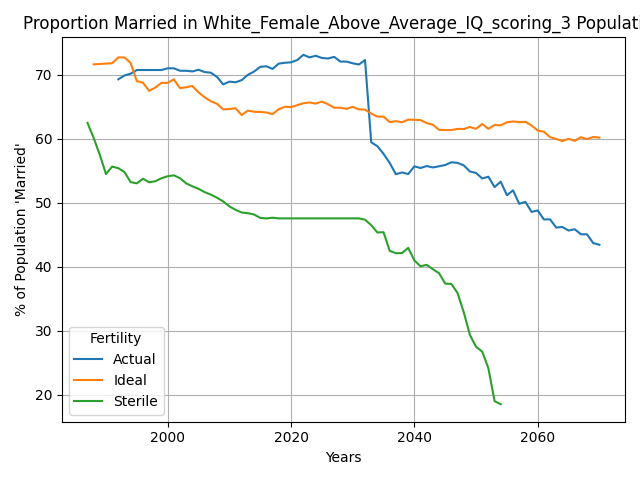 Proportion Married in White_Female_Above_Average_IQ_scoring_3 Populati
% of Population 'Married'
70
60
50
40
30
20
Fertility
Actual
Ideal
Sterile
2000
2020
2040
2060
Years